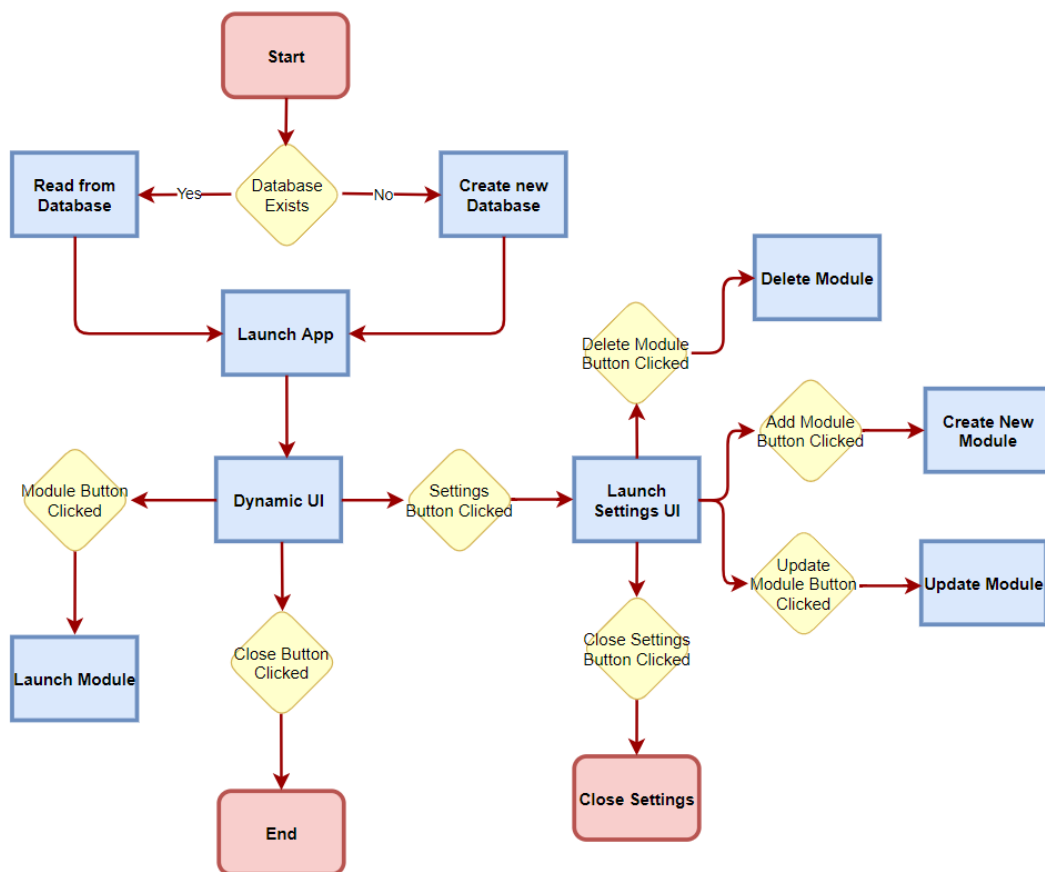 Start
Read from
Database
Yes
Database
Exists
No
Create new
Database
Delete Module
Launch App
Delete Module
Button Clicked
Add Module
Button Clicked
Create New
Module
Module Button
Clicked
Dynamic UI
Settings
Button Clicked
Launch
Settings UI
Update
Module Button
Clicked
Update Module
Close Settings
Button Clicked
Close Button
Clicked
Launch Module
Close Settings
End